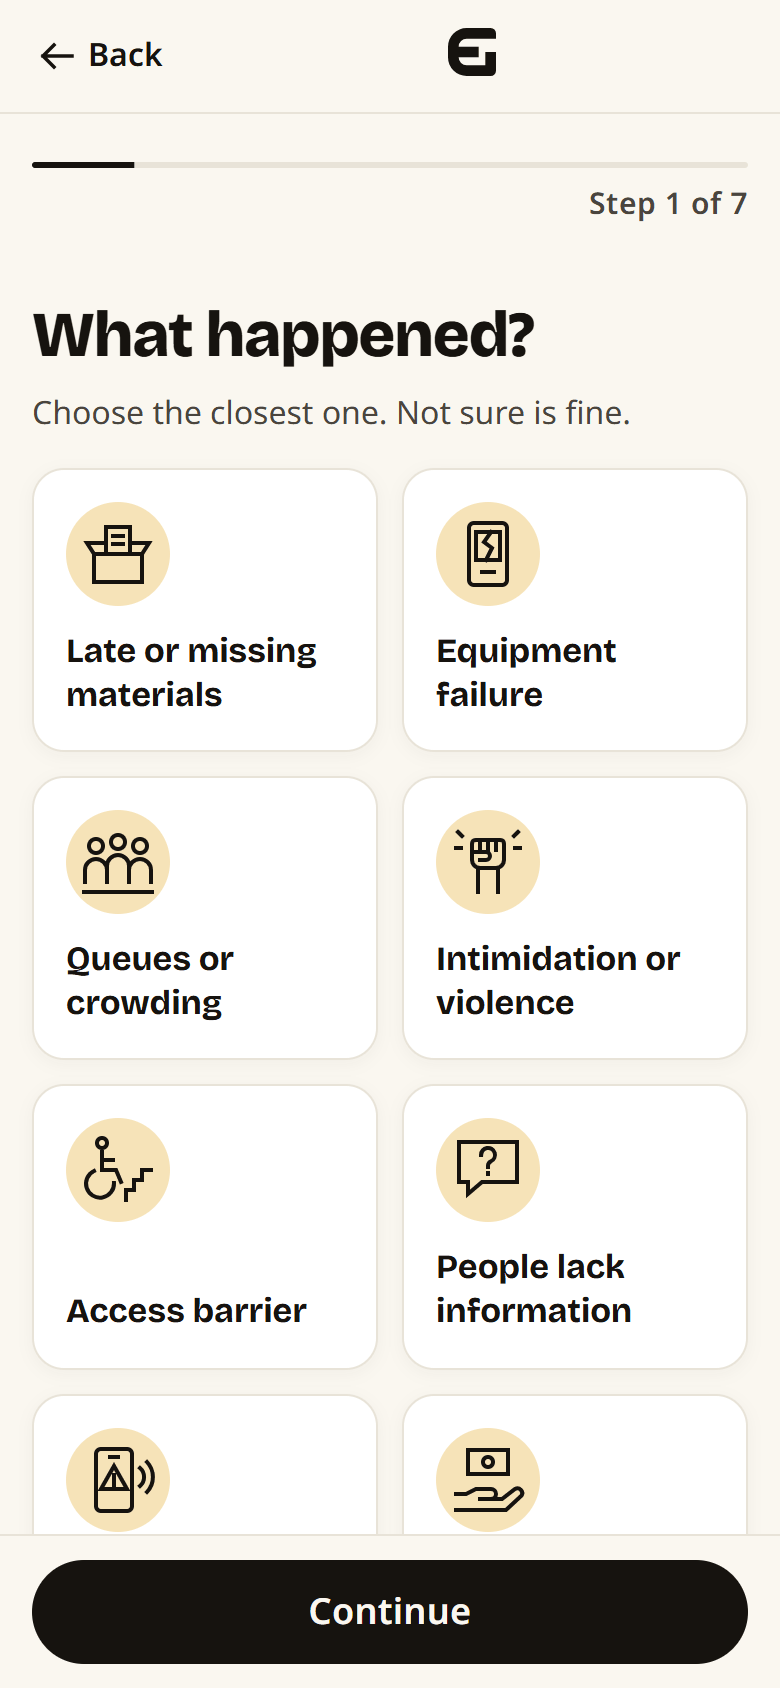 Back
Step 1 of 7
What happened?
Choose the closest one. Not sure is fine.
Late or missing
materials
Equipment
failure
Queues or
crowding
Intimidation or
violence
Access barrier
People lack
information
Continue